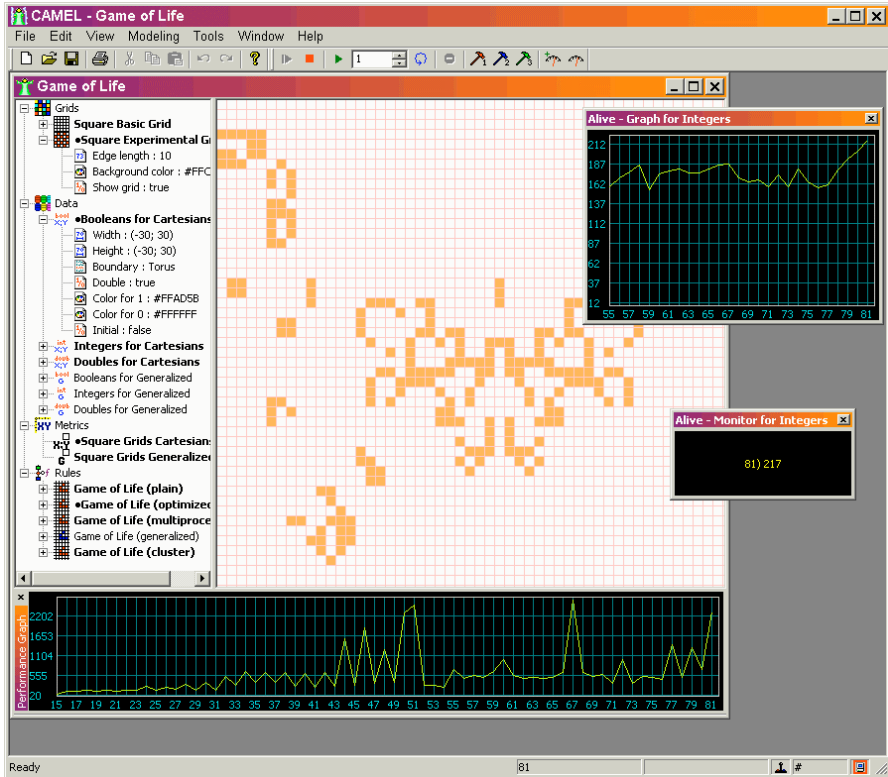 CAMEL - Game of Life
File Edit View Modeling Tools Window Help
1
Game of Life
Grids
Square Basic Grid
●Square Experimental G
Edge length : 10
Background color : #FFC
Show grid : true
Data
●Booleans for Cartesians
Width : (-30; 30)
Height : (-30; 30)
Boundary : Torus
Double : true
Color for 1 : #FFAD5B
Color for 0 : #FFFFFF
Initial : false
Integers for Cartesians
Doubles for Cartesians
Booleans for Generalized
Integers for Generalized
Doubles for Generalized
Metrics
●Square Grids Cartesian
Square Grids Generalized
Rules
Game of Life (plain)
●Game of Life (optimized
Game of Life (multiproce
Game of Life (generalized)
Game of Life (cluster)
Alive - Graph for Integers
212
187
162
137
112
87
62
37
12
55 57 59 61 63 65 67 69 71 73 75 77 79 81
Alive - Monitor for Integers
81) 217
Performance Graph
2202
1653
1104
555
20
15 17 19 21 23 25 27 29 31 33 35 37 39 41 43 45 47 49 51 53 55 57 59 61 63 65 67 69 71 73 75 77 79 81
Ready
81
#